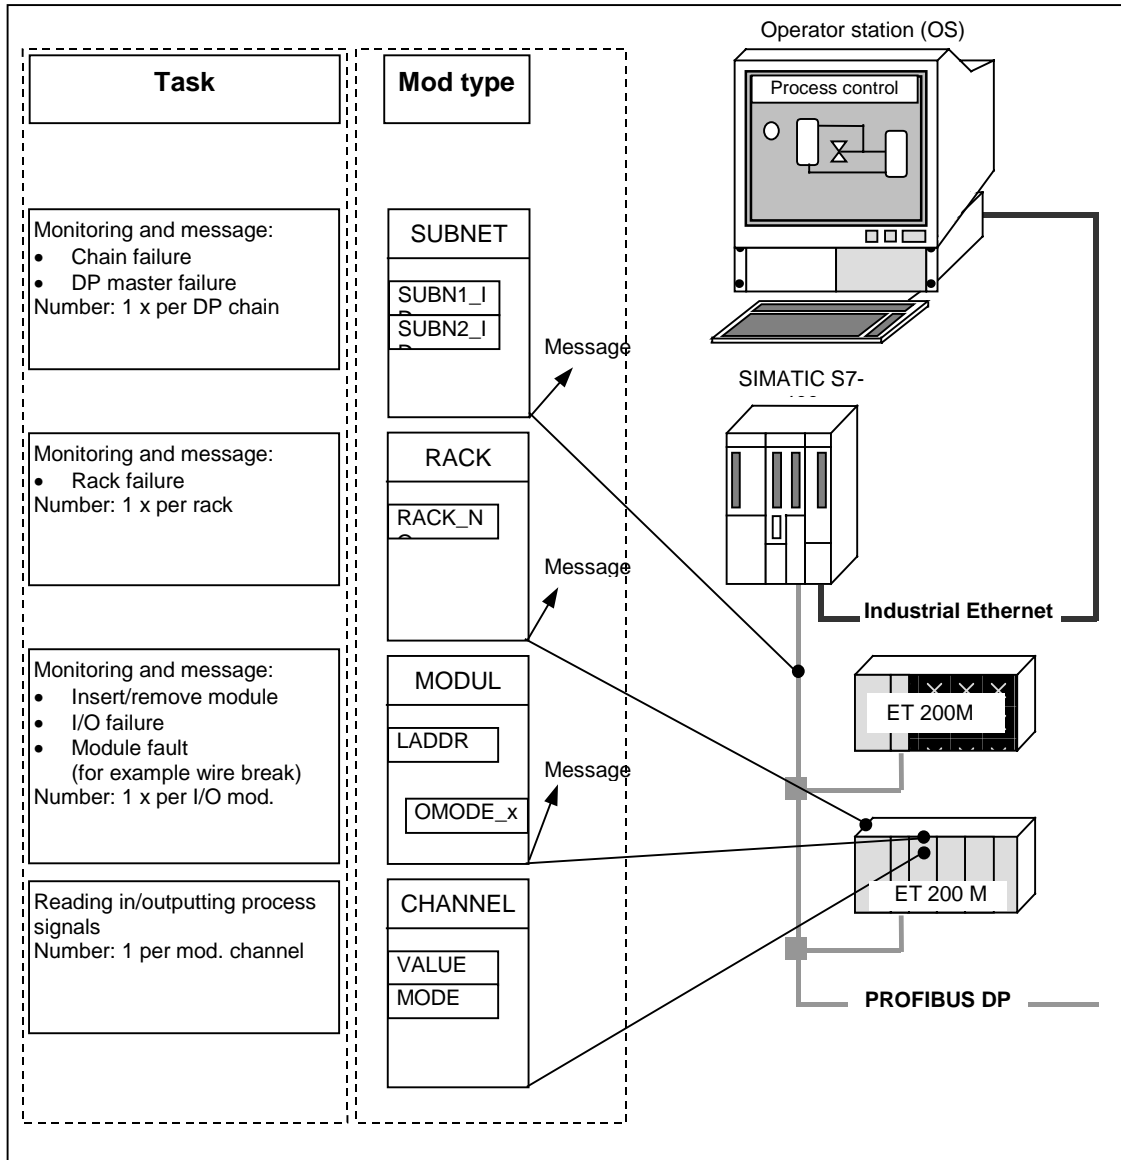 Operator station (OS)
Task
Mod type
Process control
Monitoring and message:
• Chain failure
• DP master failure
Number: 1 x per DP chain
SUBNET
SUBN1_I
SUBN2_I
Message
SIMATIC S7-
Monitoring and message:
• Rack failure
Number: 1 x per rack
RACK
RACK_N
Message
Industrial Ethernet
Monitoring and message:
• Insert/remove module
• I/O failure
• Module fault
(for example wire break)
Number: 1 x per I/O mod.
MODUL
LADDR
OMODE_x
Message
ET 200M
Reading in/outputting process
signals
Number: 1 per mod. channel
CHANNEL
VALUE
MODE
ET 200 M
PROFIBUS DP